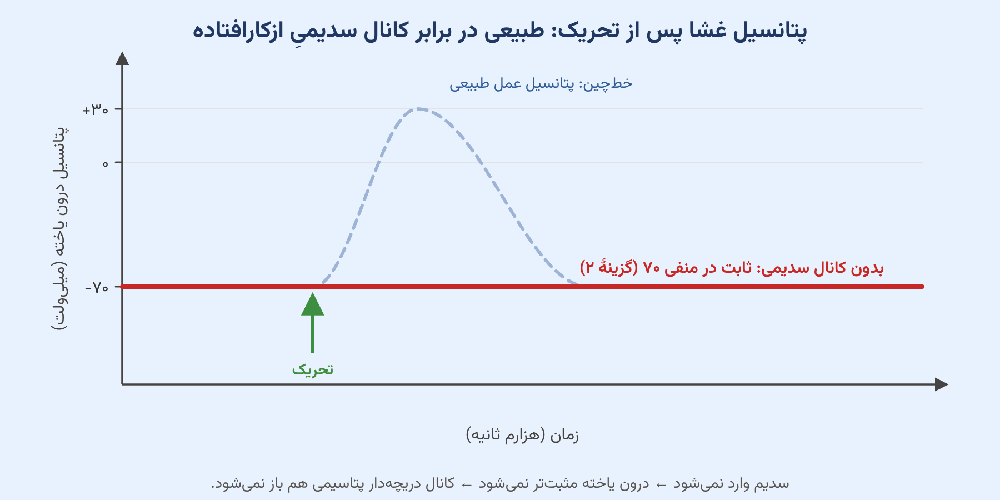 پتانسیل غشا پس از تحریک: طبیعی در برابر کانال سدیمیِ ازکارافتاده
خط‌چین: پتانسیل عمل طبیعی
+۳۰
۰
−۷۰
پتانسیل درون یاخته (میلی‌ولت)
بدون کانال سدیمی: ثابت در منفی ۷۰ (گزینهٔ ۲)
تحریک
زمان (هزارم ثانیه)
سدیم وارد نمی‌شود ← درون یاخته مثبت‌تر نمی‌شود ← کانال دریچه‌دار پتاسیمی هم باز نمی‌شود.